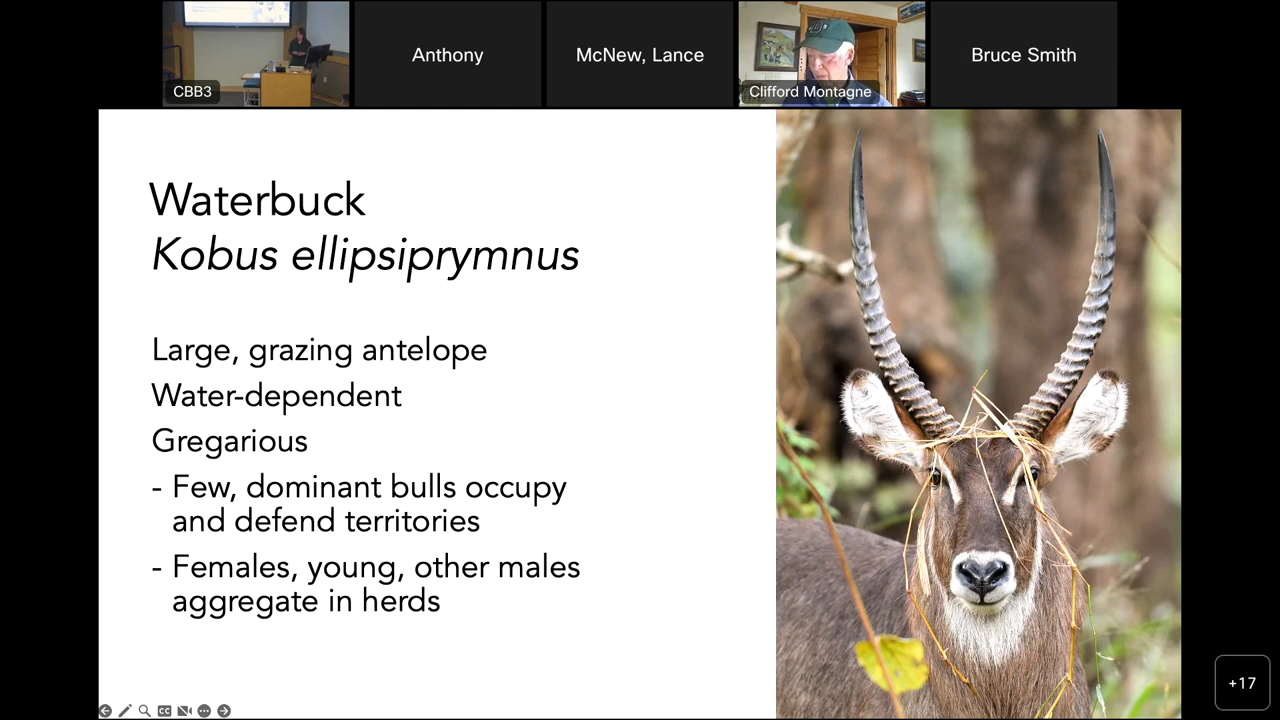 CBB3
Anthony
McNew, Lance
Clifford Montagne
Bruce Smith
Waterbuck
Kobus ellipsiprymnus
Large, grazing antelope
Water-dependent
Gregarious
- Few, dominant bulls occupy
and defend territories
- Females, young, other males
aggregate in herds
+17